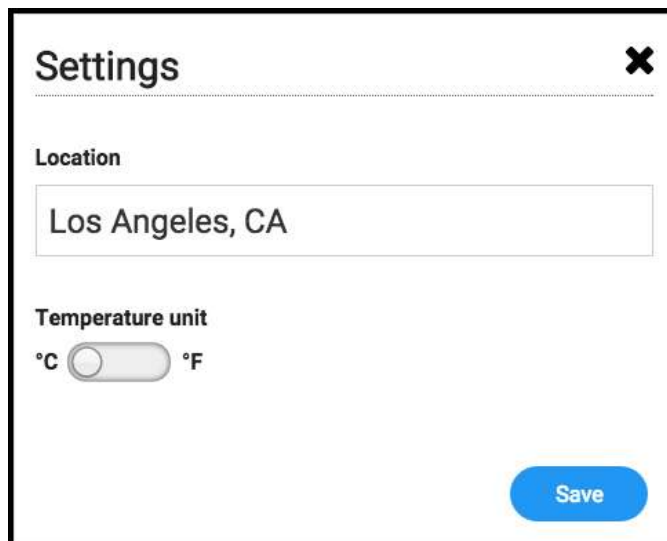 Settings
Location
Los Angeles, CA
Temperature unit
°C °F
Save